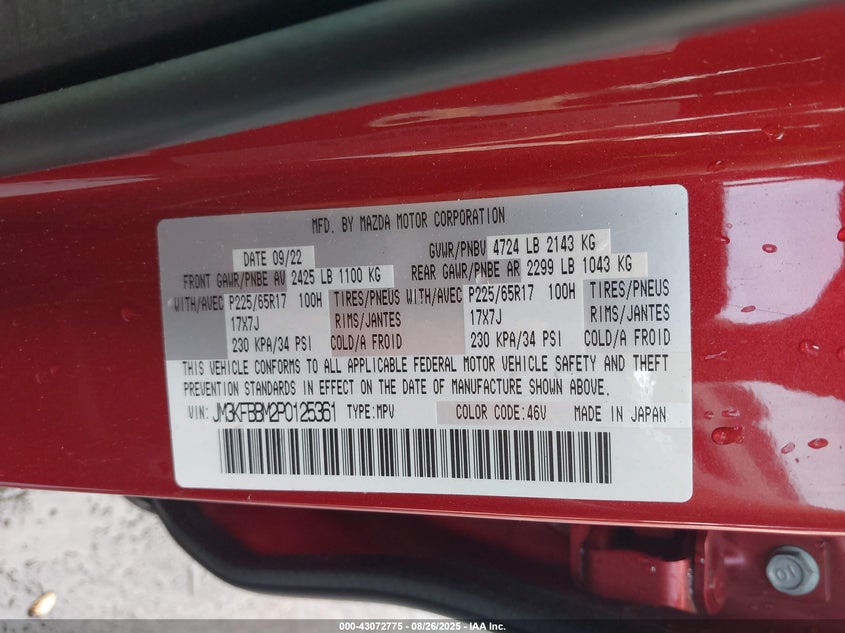 MFD. BY MAZDA MOTOR CORPORATION
DATE 09/22 GVWR/PNBV 4724 LB 2143 KG
FRONT GAWR/PNBE AV 2425 LB 1100 KG REAR GAWR/PNBE AR 2299 LB 1043 KG
WITH/AVEC P225/65R17 100H TIRES/PNEUS WITH/AVEC P225/65R17 100H TIRES/PNEUS
17X7J RIMS/JANTES 17X7J RIMS/JANTES
230 KPA/34 PSI COLD/A FROID 230 KPA/34 PSI COLD/A FROID
THIS VEHICLE CONFORMS TO ALL APPLICABLE FEDERAL MOTOR VEHICLE SAFETY AND THEFT
PREVENTION STANDARDS IN EFFECT ON THE DATE OF MANUFACTURE SHOWN ABOVE.
VIN: JM3KFBBM2P0125361 TYPE:MPV COLOR CODE:46V MADE IN JAPAN
000-43072775 - 08/26/2025 - IAA Inc.